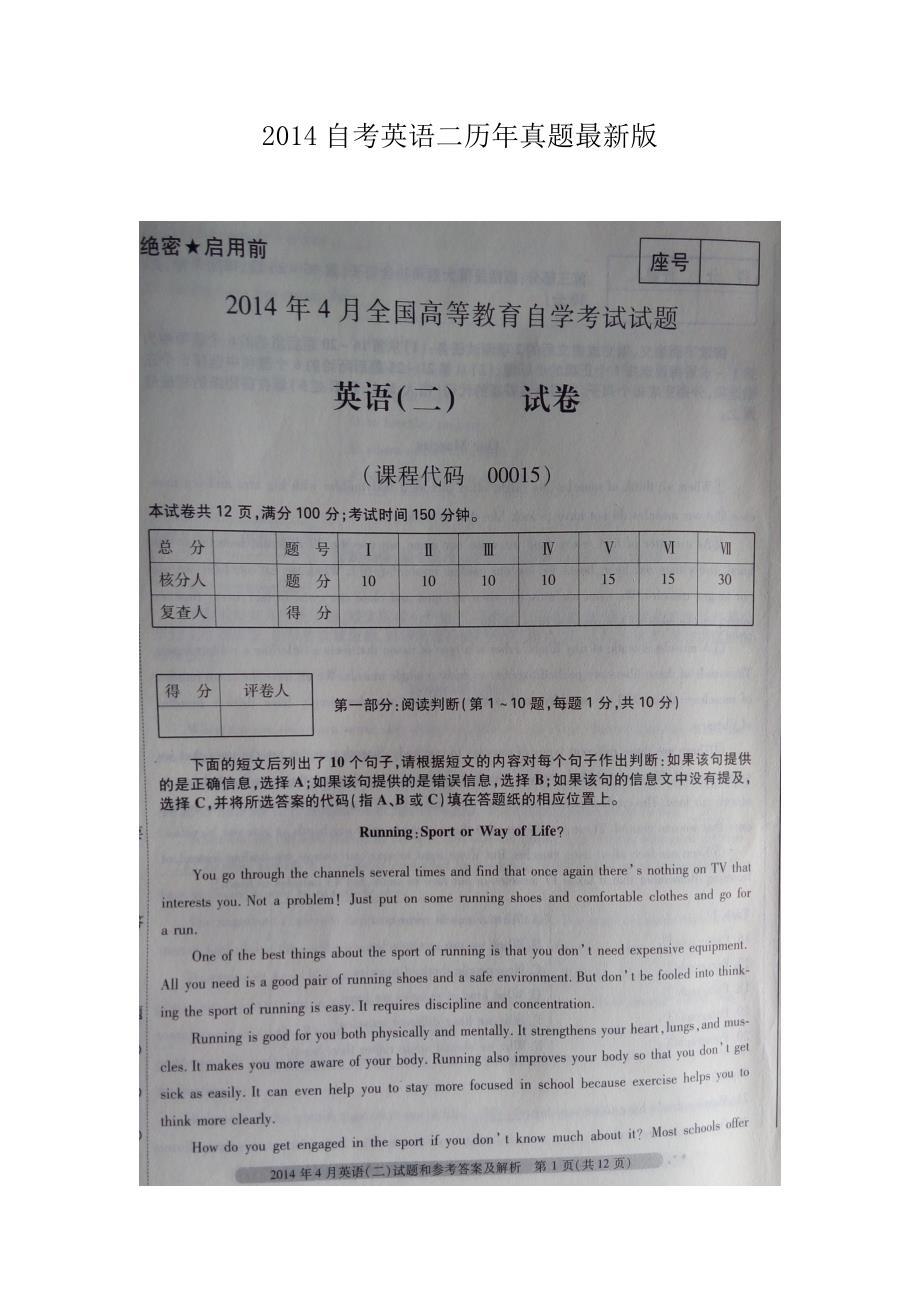 2014自考英语二历年真题最新版
绝密★启用前
座号
2014年4月全国高等教育自学考试试题
英语(二) 试卷
(课程代码 00015)
本试卷共12页,满分100分;考试时间150分钟。
总 分 题 号 Ⅰ Ⅱ Ⅲ Ⅳ Ⅴ Ⅵ Ⅶ
核分人 题 分 10 10 10 10 15 15 30
复查人 得 分
得 分 评卷人
第一部分:阅读判断(第1~10题,每题1分,共10分)
下面的短文后列出了10个句子,请根据短文的内容对每个句子作出判断:如果该句提供
的是正确信息,选择A;如果该句提供的是错误信息,选择B;如果该句的信息文中没有提及,
选择C,并将所选答案的代码(指A、B或C)填在答题纸的相应位置上。
Running:Sport or Way of Life?
You go through the channels several times and find that once again there's nothing on TV that
interests you. Not a problem! Just put on some running shoes and comfortable clothes and go for
a run.
One of the best things about the sport of running is that you don't need expensive equipment.
All you need is a good pair of running shoes and a safe environment. But don't be fooled into think-
ing the sport of running is easy. It requires discipline and concentration.
Running is good for you both physically and mentally. It strengthens your heart, lungs, and mus-
cles. It makes you more aware of your body. Running also improves your body so that you don't get
sick as easily. It can even help you to stay more focused in school because exercise helps you to
think more clearly.
How do you get engaged in the sport if you don't know much about it? Most schools offer
2014年4月英语(二)试题和参考答案及解析 第1页(共12页)